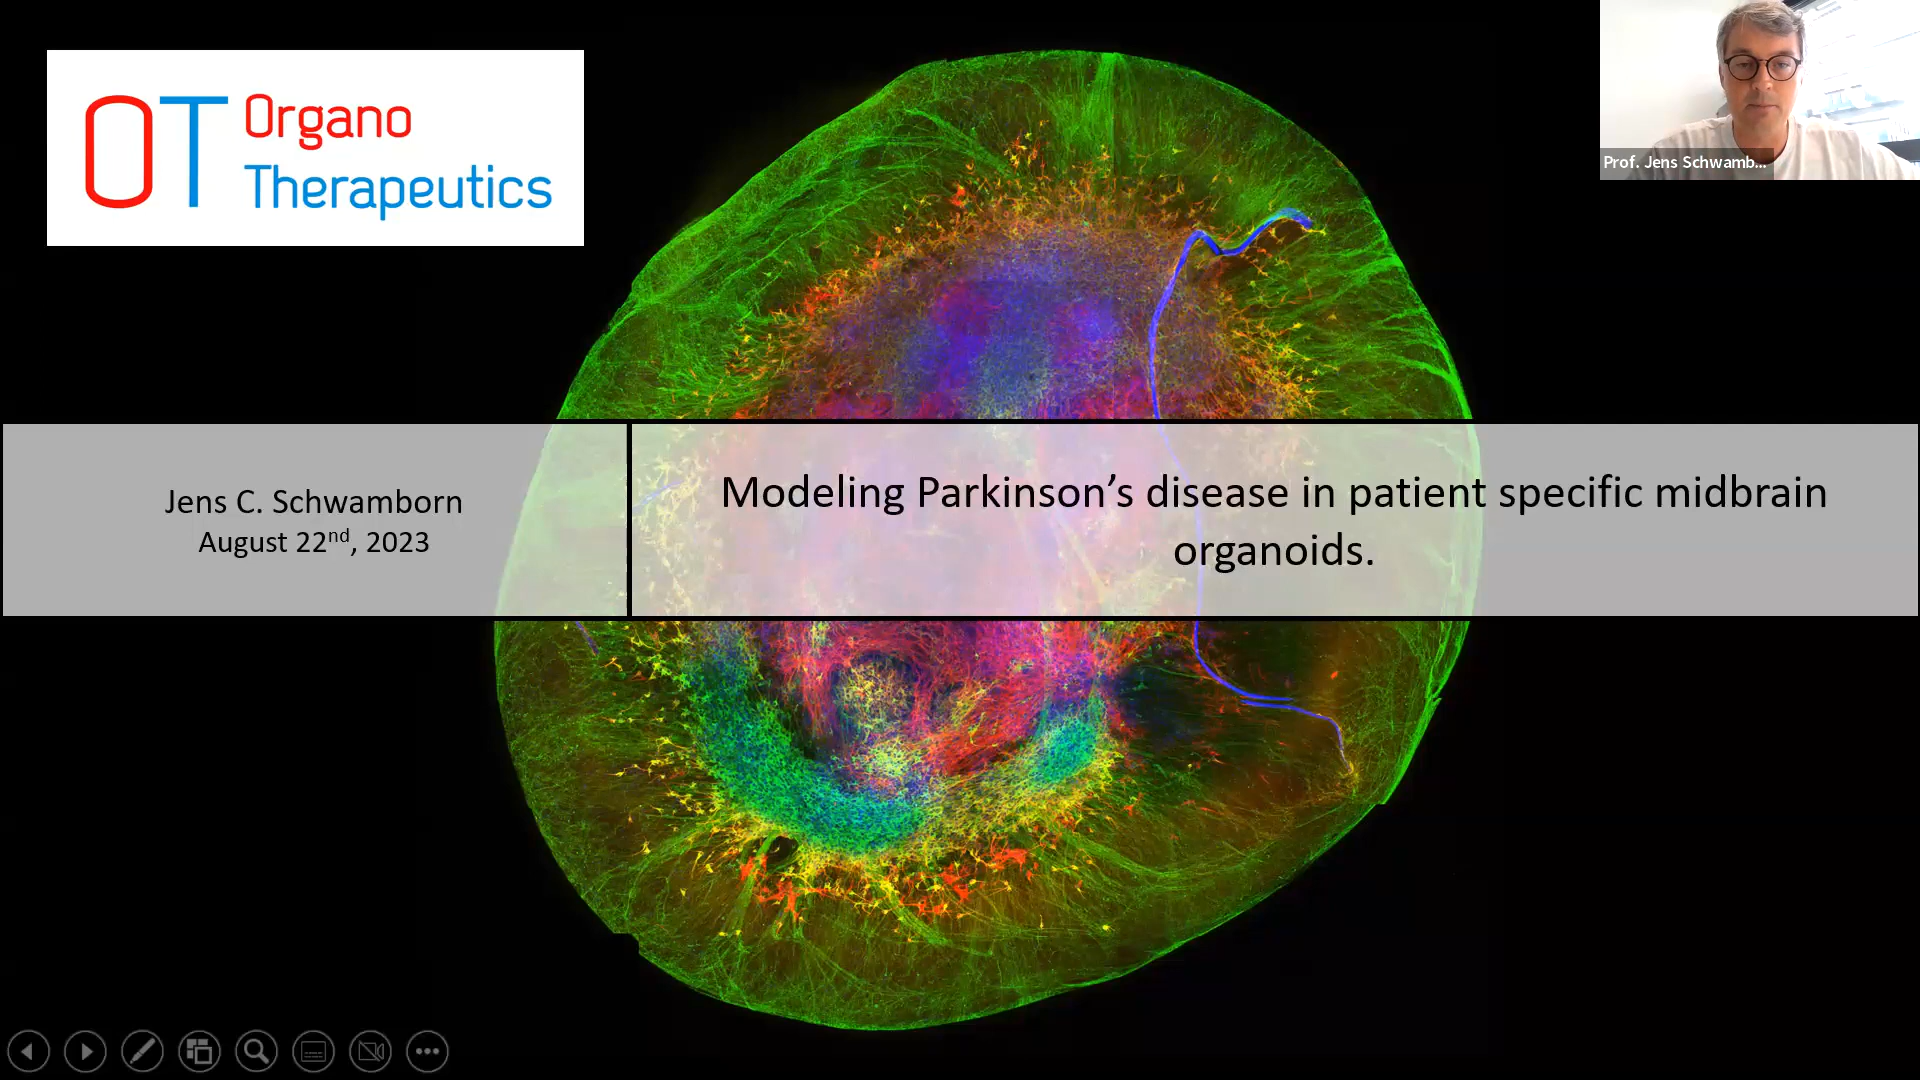 OT Organo
Therapeutics
Prof. Jens Schwamb...
Jens C. Schwamborn
August 22nd, 2023
Modeling Parkinson’s disease in patient specific midbrain
organoids.